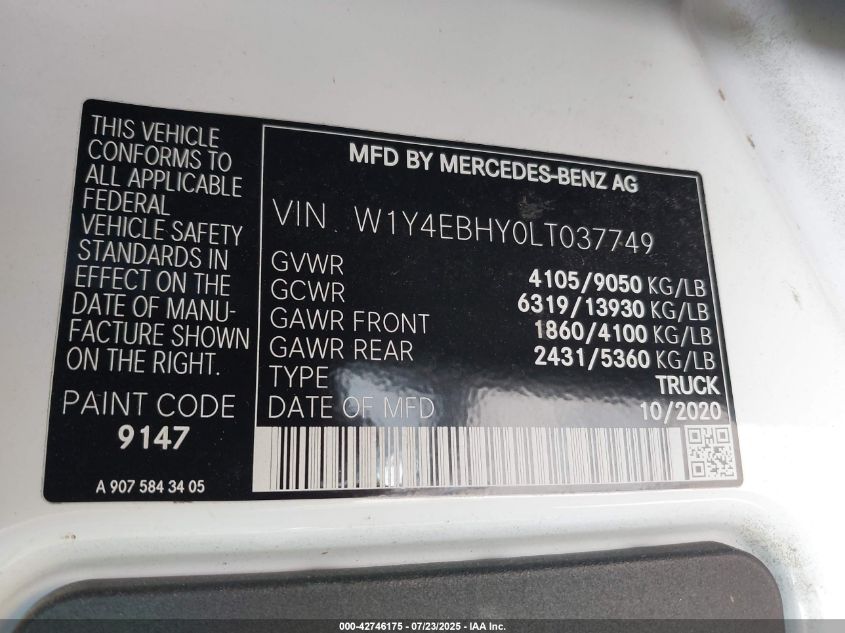 THIS VEHICLE
CONFORMS TO
ALL APPLICABLE
FEDERAL
VEHICLE SAFETY
STANDARDS IN
EFFECT ON THE
DATE OF MANU-
FACTURE SHOWN
ON THE RIGHT.
PAINT CODE
9147
A 907 584 34 05
MFD BY MERCEDES-BENZ AG
VIN W1Y4EBHY0LT037749
GVWR 4105/9050 KG/LB
GCWR 6319/13930 KG/LB
GAWR FRONT 1860/4100 KG/LB
GAWR REAR 2431/5360 KG/LB
TYPE TRUCK
DATE OF MFD 10/2020
000-42746175 - 07/23/2025 - IAAI.COM